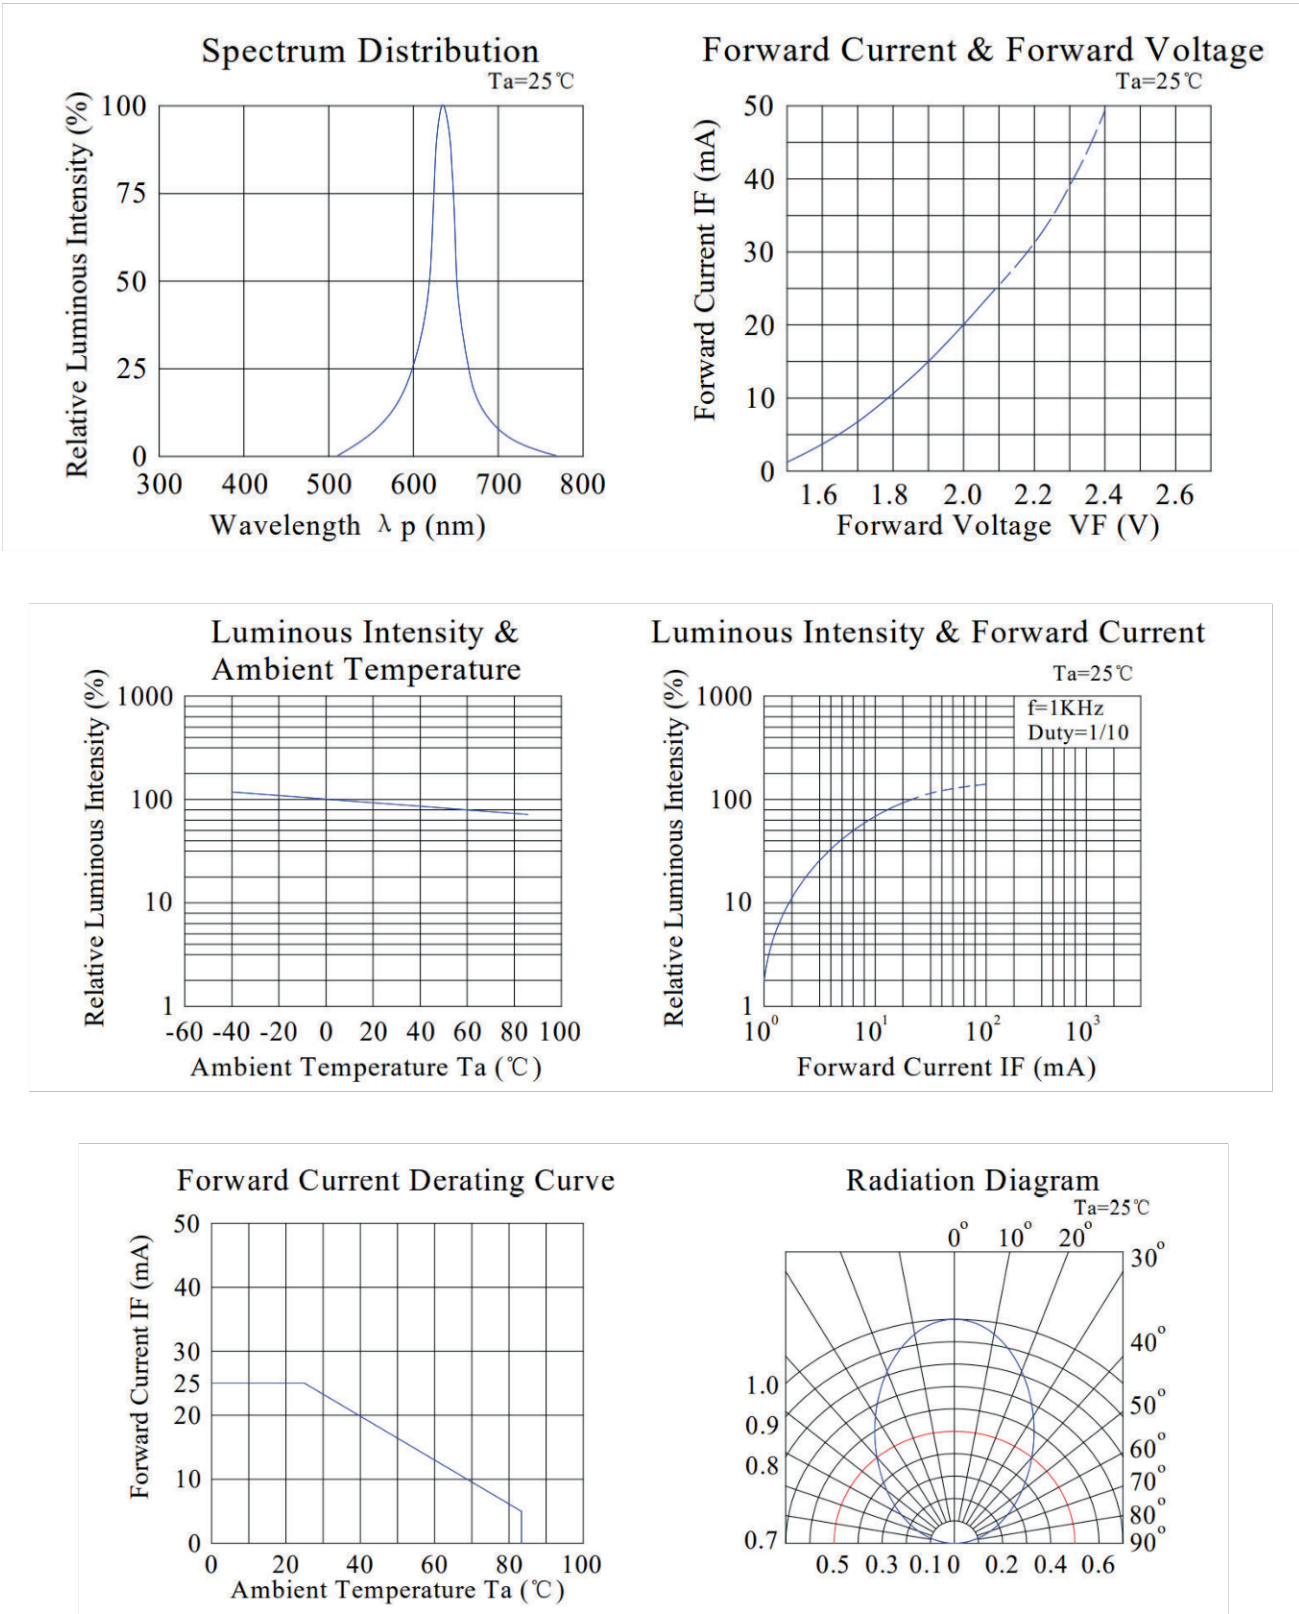 Spectrum Distribution
Ta=25℃
Relative Luminous Intensity (%)
100
75
50
25
0
300 400 500 600 700 800
Wavelength λ p (nm)
Forward Current & Forward Voltage
Ta=25℃
Forward Current IF (mA)
50
40
30
20
10
0
1.6 1.8 2.0 2.2 2.4 2.6
Forward Voltage VF (V)
Luminous Intensity &
Ambient Temperature
Relative Luminous Intensity (%)
1000
100
10
1
-60 -40 -20 0 20 40 60 80 100
Ambient Temperature Ta (℃)
Luminous Intensity & Forward Current
Ta=25℃
f=1KHz
Duty=1/10
Relative Luminous Intensity (%)
1000
100
10
1
10⁰ 10¹ 10² 10³
Forward Current IF (mA)
Forward Current Derating Curve
Forward Current IF (mA)
50
40
30
25
20
10
0
0 20 40 60 80 100
Ambient Temperature Ta (℃)
Radiation Diagram
Ta=25℃
0° 10° 20°
30°
40°
50°
60°
70°
80°
90°
1.0
0.9
0.8
0.7
0.5 0.3 0.1 0 0.2 0.4 0.6